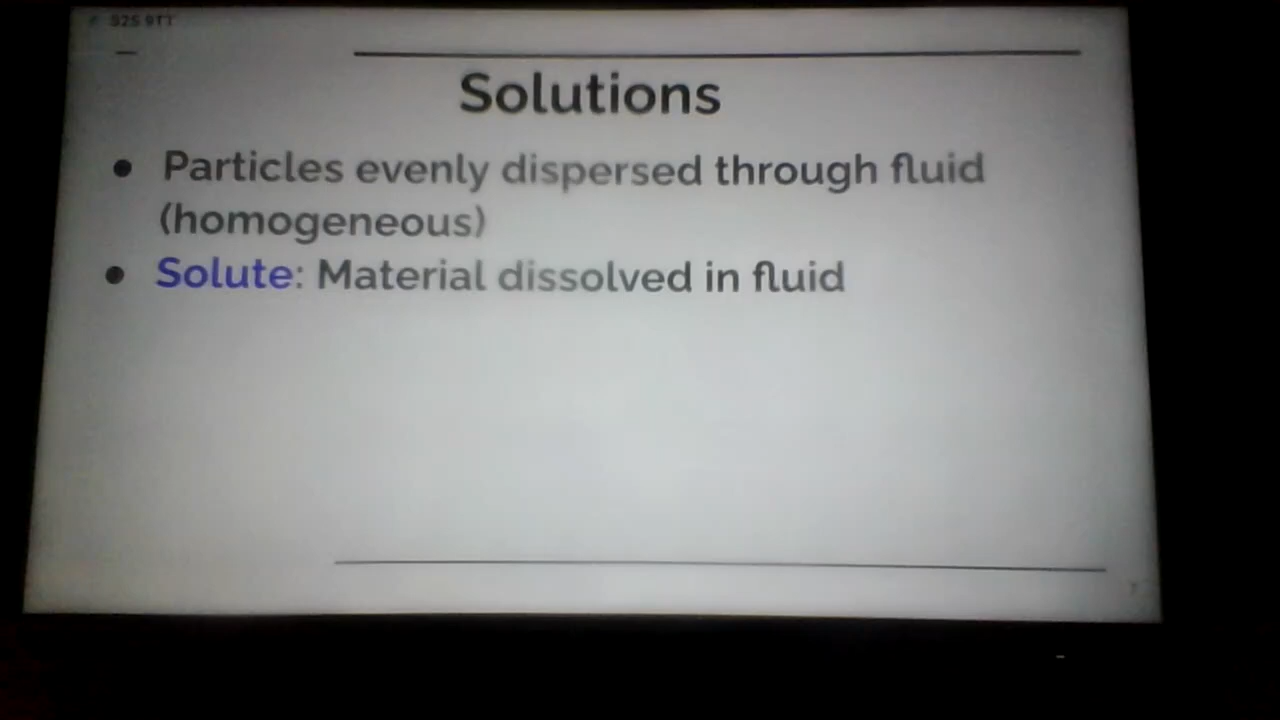 Solutions
● Particles evenly dispersed through fluid
(homogeneous)
● Solute: Material dissolved in fluid